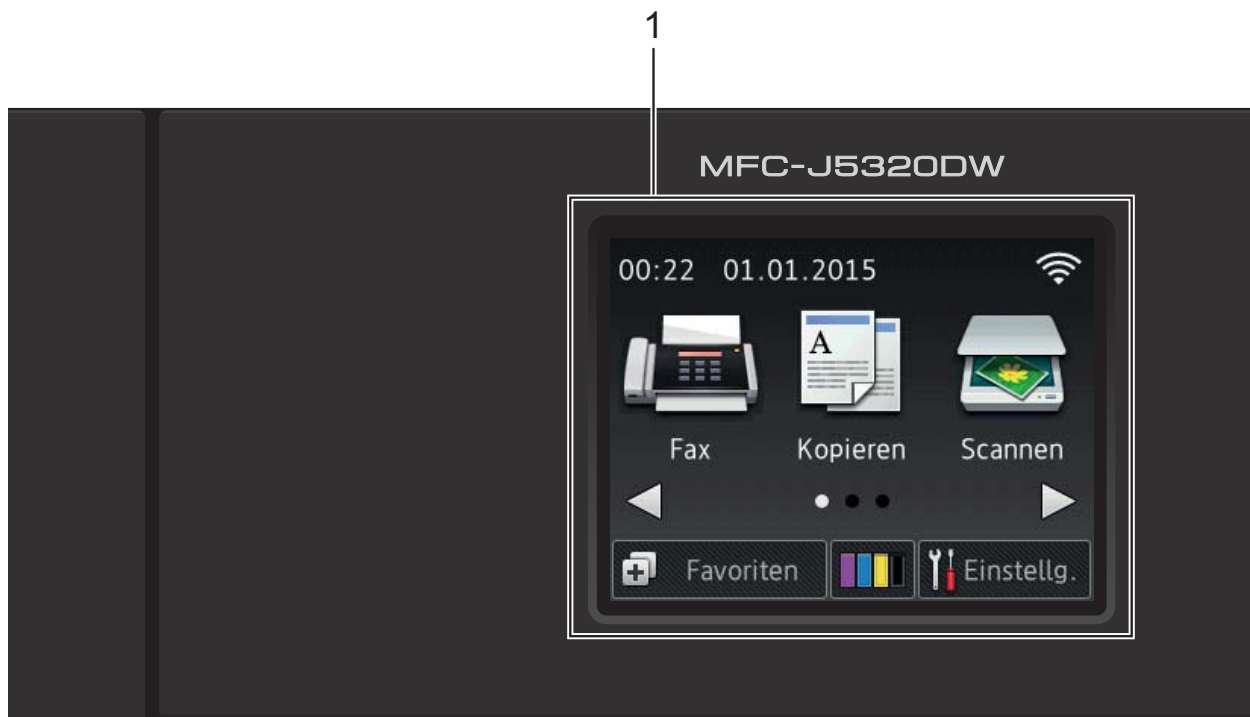 1
MFC-J5320DW
00:22 01.01.2015
A
Fax Kopieren Scannen
Favoriten Einstellg.